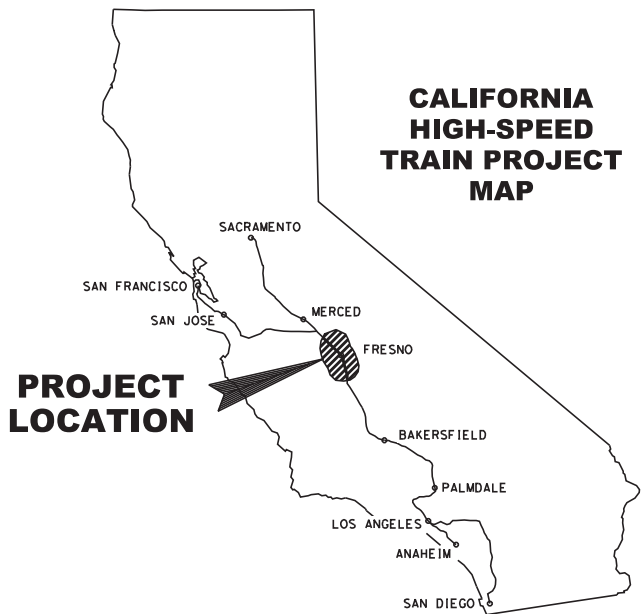 CALIFORNIA
HIGH-SPEED
TRAIN PROJECT
MAP
SACRAMENTO
SAN FRANCISCO
MERCED
SAN JOSE
FRESNO
PROJECT
LOCATION
BAKERSFIELD
PALMDALE
LOS ANGELES
ANAHEIM
SAN DIEGO